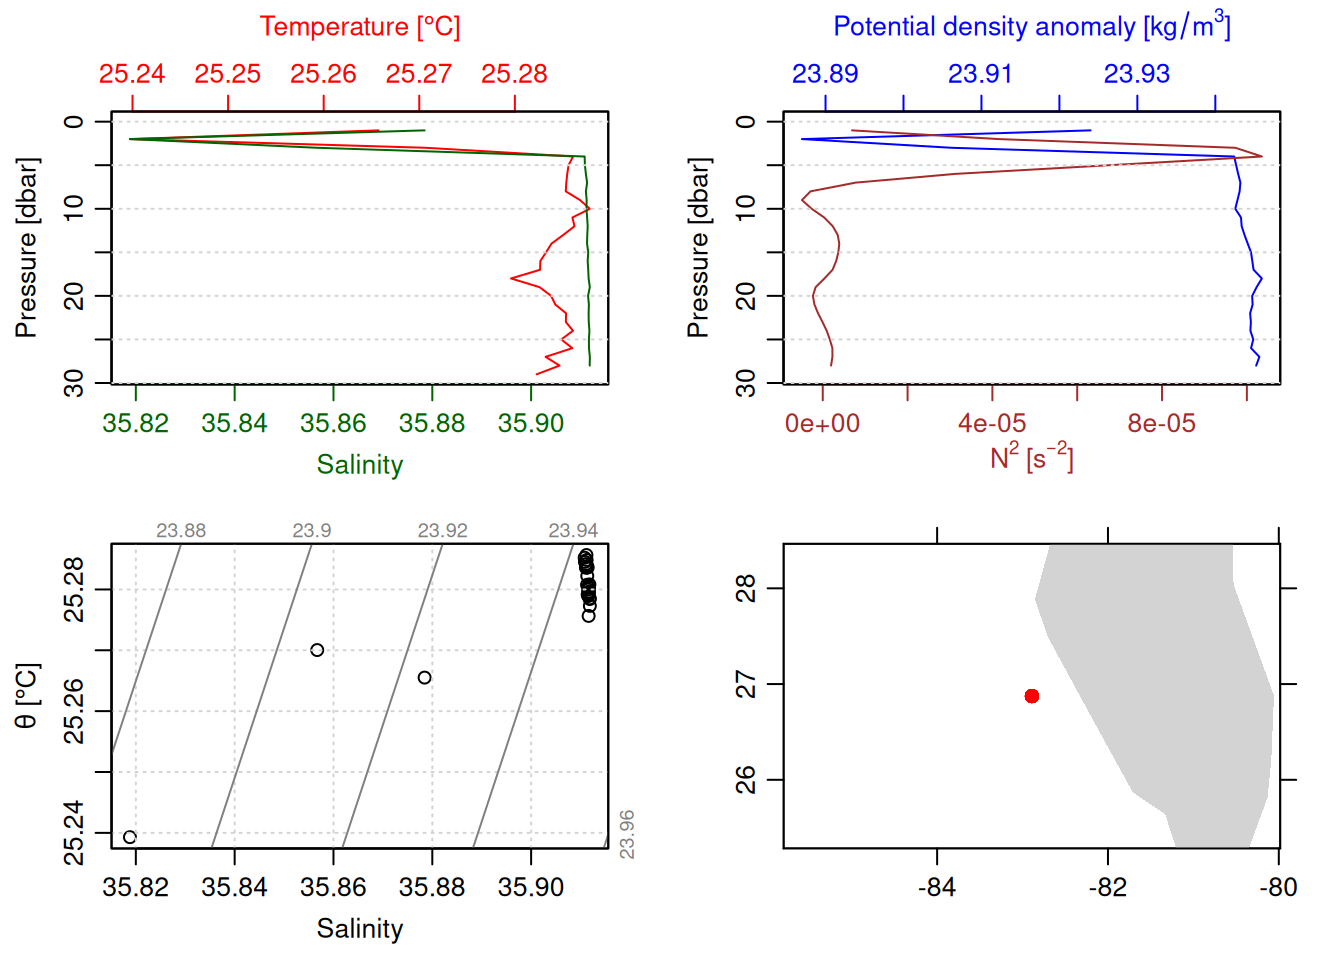 Temperature [°C]
25.24 25.25 25.26 25.27 25.28
Pressure [dbar]
0
10
20
30
35.82 35.84 35.86 35.88 35.90
Salinity
Potential density anomaly [kg/m³]
23.89 23.91 23.93
Pressure [dbar]
0
10
20
30
0e+00 4e-05 8e-05
N² [s⁻²]
23.88 23.9 23.92 23.94
θ [°C]
25.28
25.26
25.24
23.96
35.82 35.84 35.86 35.88 35.90
Salinity
28
27
26
-84 -82 -80